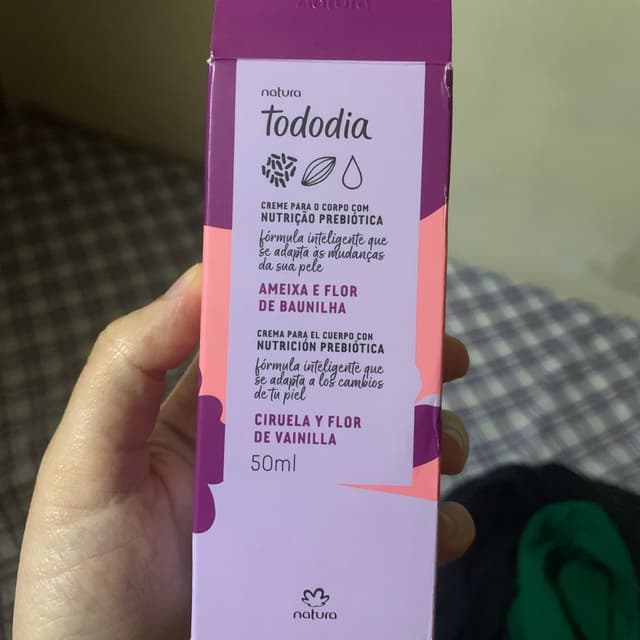 natura
natura
tododia
CREME PARA O CORPO COM
NUTRIÇÃO PREBIÓTICA
fórmula inteligente que
se adapta às mudanças
da sua pele
AMEIXA E FLOR
DE BAUNILHA
CREMA PARA EL CUERPO CON
NUTRICIÓN PREBIÓTICA
fórmula inteligente que
se adapta a los cambios
de tu piel
CIRUELA Y FLOR
DE VAINILLA
50ml
natura